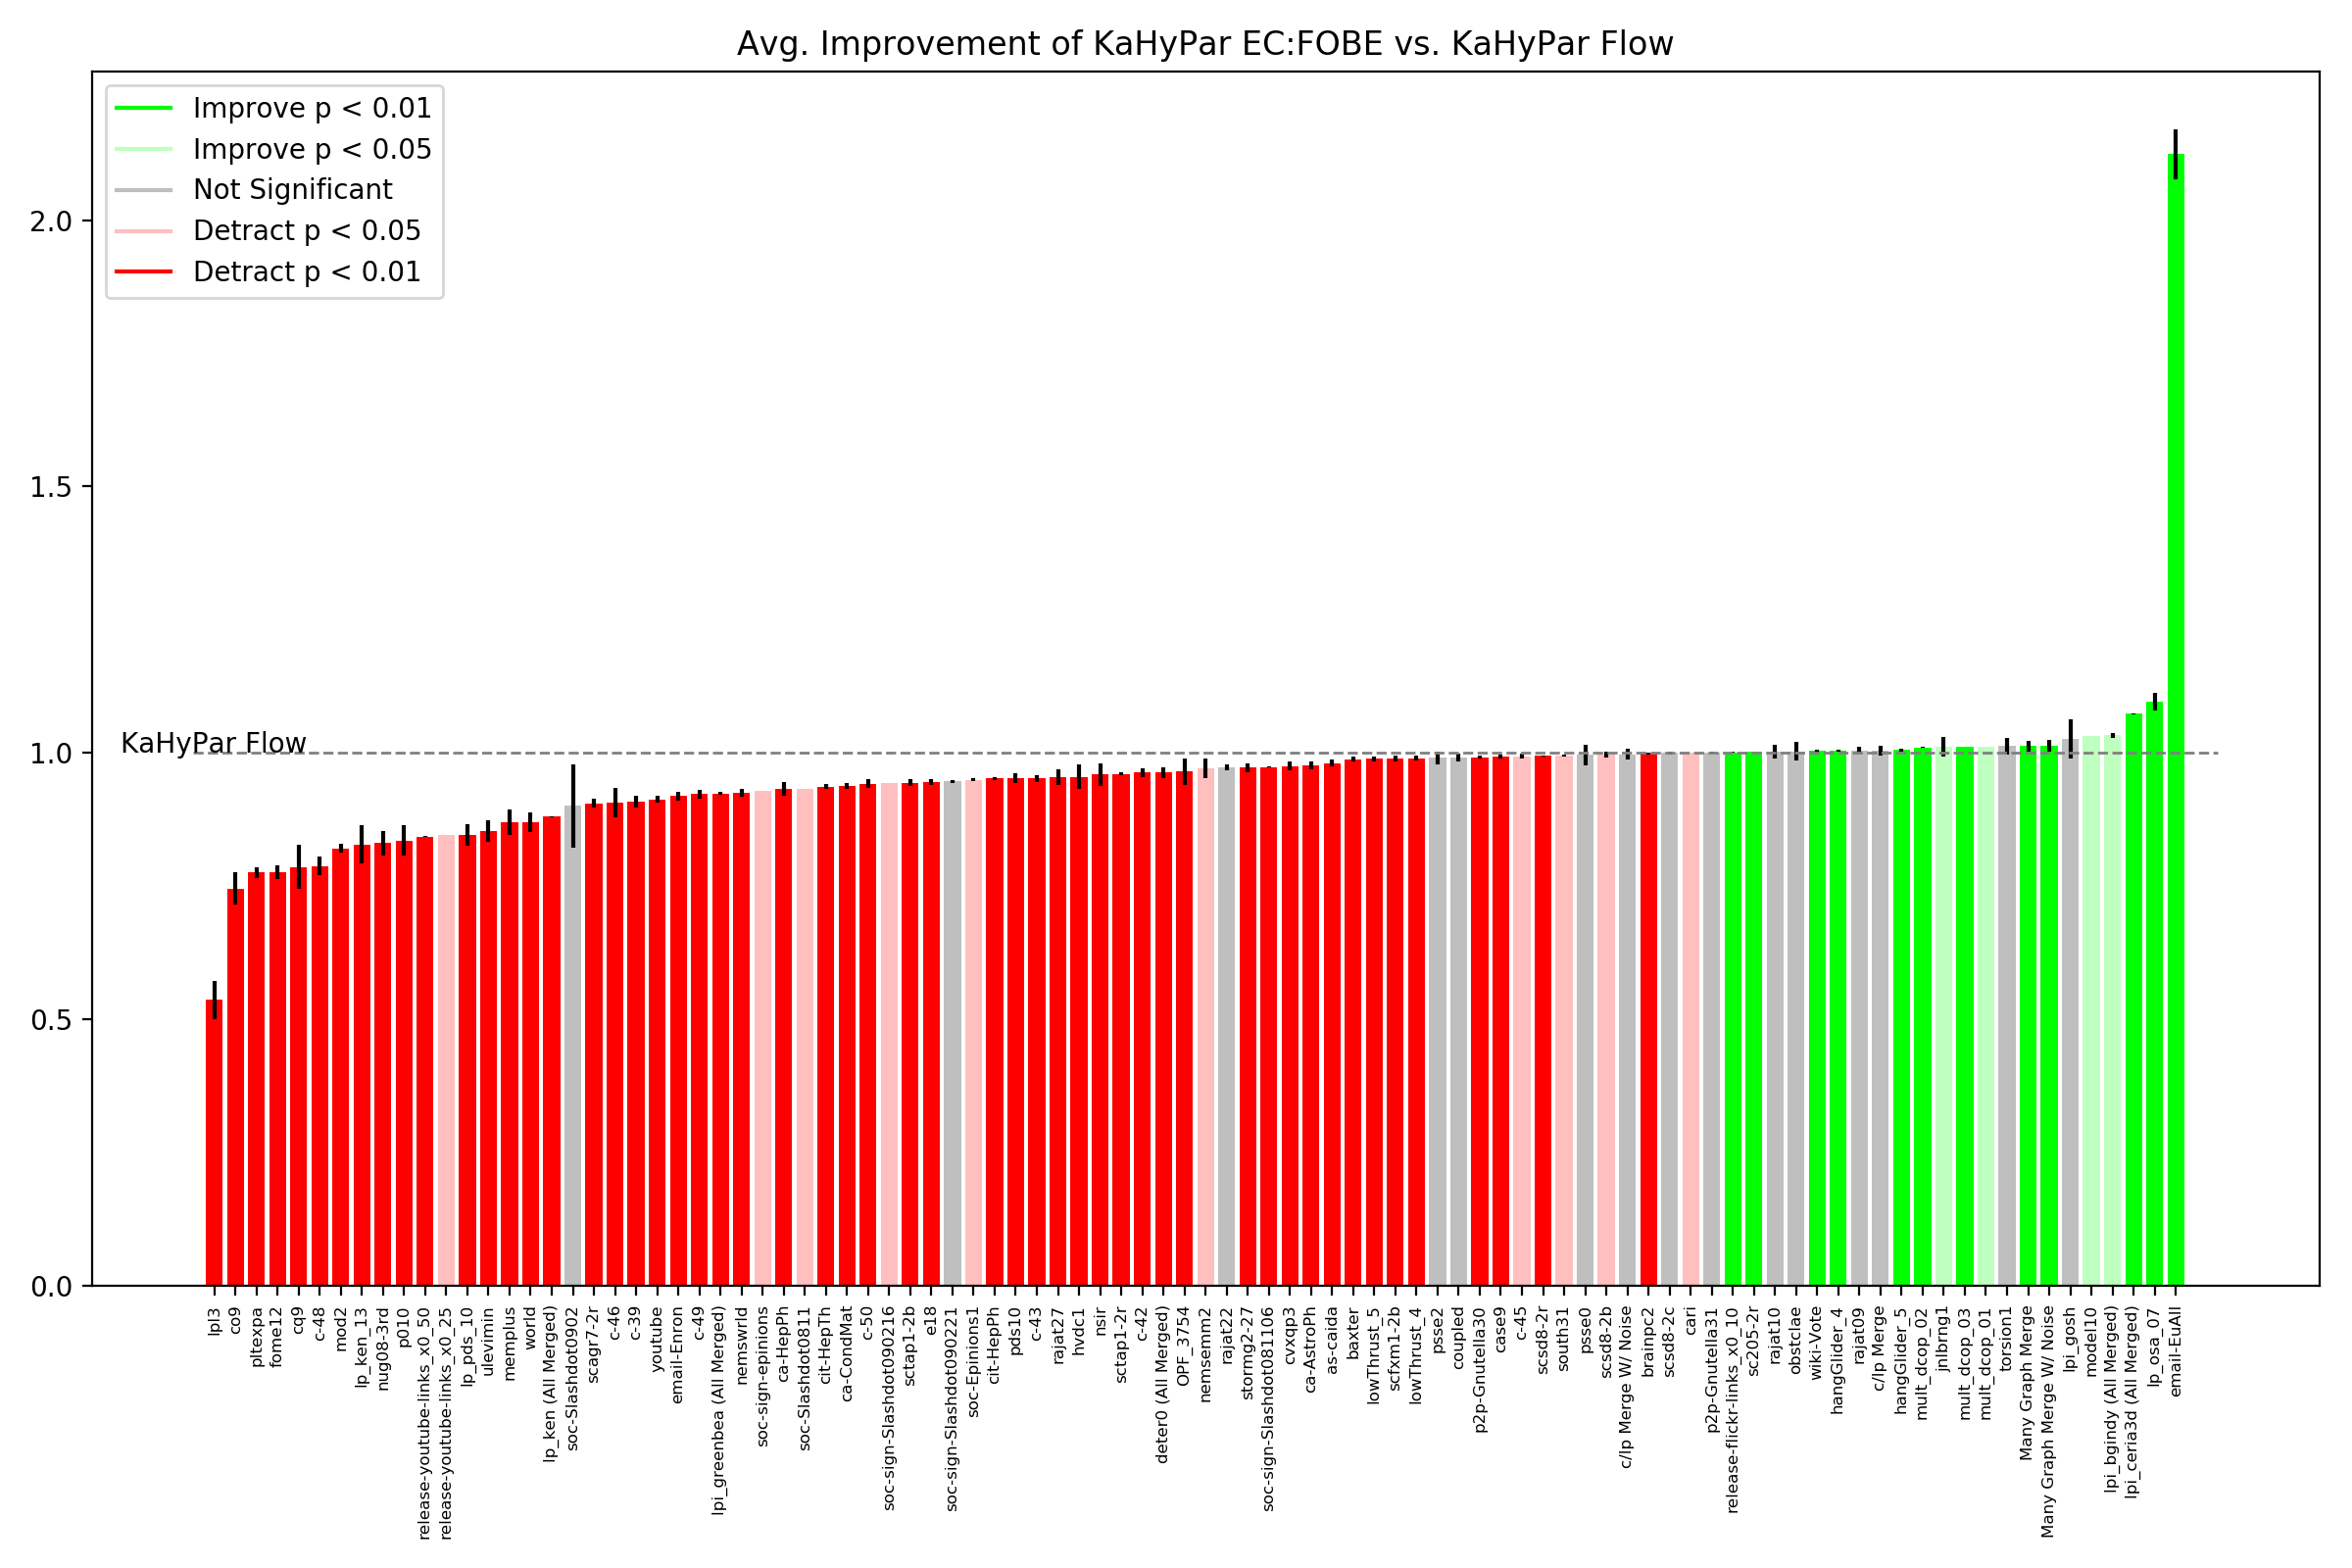 Avg. Improvement of KaHyPar EC:FOBE vs. KaHyPar Flow
Improve p < 0.01
Improve p < 0.05
Not Significant
Detract p < 0.05
Detract p < 0.01
2.0
1.5
1.0
0.5
0.0
KaHyPar Flow
lpl3
co9
pltexpa
fome12
cq9
c-48
mod2
lp_ken_13
nug08-3rd
p010
release-youtube-links_x0_50
release-youtube-links_x0_25
lp_pds_10
ulevimin
memplus
world
lp_ken (All Merged)
soc-Slashdot0902
scagr7-2r
c-46
c-39
youtube
email-Enron
c-49
lpi_greenbea (All Merged)
nemswrld
soc-sign-epinions
ca-HepPh
soc-Slashdot0811
cit-HepTh
ca-CondMat
c-50
soc-sign-Slashdot090216
sctap1-2b
e18
soc-sign-Slashdot090221
soc-Epinions1
cit-HepPh
pds10
c-43
rajat27
hvdc1
nsir
sctap1-2r
c-42
deter0 (All Merged)
OPF_3754
nemsemm2
rajat22
stormg2-27
soc-sign-Slashdot081106
cvxqp3
ca-AstroPh
as-caida
baxter
lowThrust_5
scfxm1-2b
lowThrust_4
psse2
coupled
p2p-Gnutella30
case9
c-45
scsd8-2r
south31
psse0
scsd8-2b
c/lp Merge W/ Noise
brainpc2
scsd8-2c
cari
p2p-Gnutella31
release-flickr-links_x0_10
sc205-2r
rajat10
obstclae
wiki-Vote
hangGlider_4
rajat09
c/lp Merge
hangGlider_5
mult_dcop_02
jnlbrng1
mult_dcop_03
mult_dcop_01
torsion1
Many Graph Merge
Many Graph Merge W/ Noise
lpi_gosh
model10
lpi_bgindy (All Merged)
lpi_ceria3d (All Merged)
lp_osa_07
email-EuAll